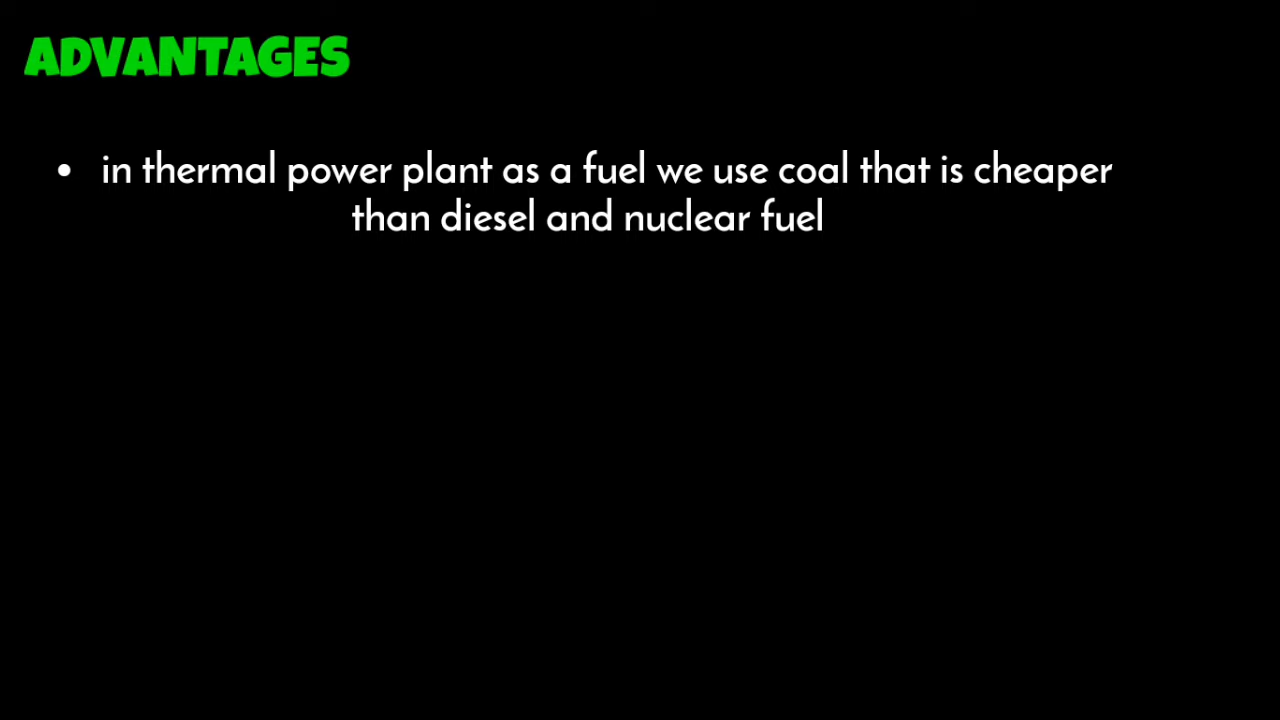 ADVANTAGES
• in thermal power plant as a fuel we use coal that is cheaper
than diesel and nuclear fuel